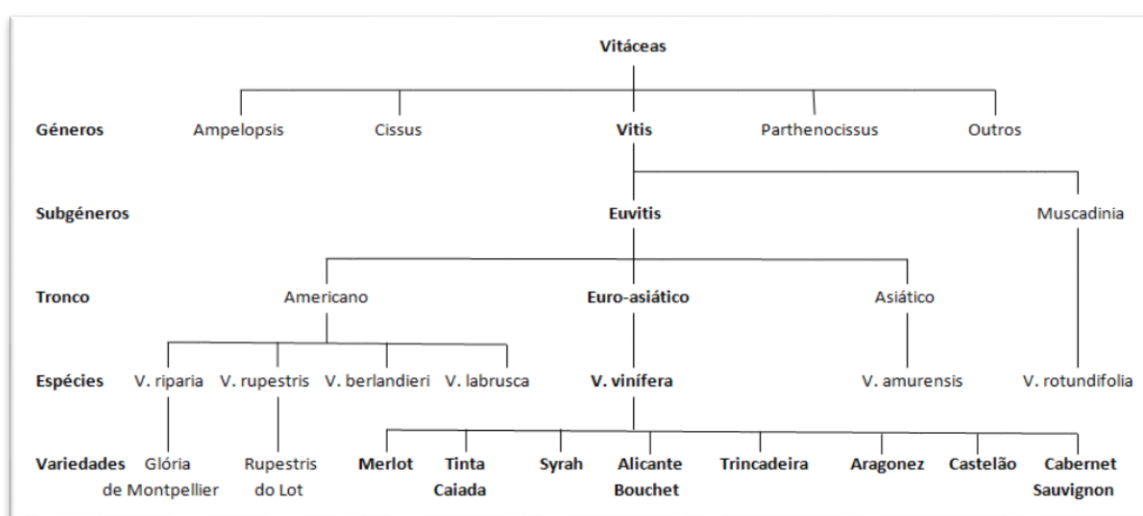 Vitáceas
Géneros Ampelopsis Cissus Vitis Parthenocissus Outros
Subgéneros Euvitis Muscadinia
Tronco Americano Euro-asiático Asiático
Espécies V. riparia V. rupestris V. berlandieri V. labrusca V. vinífera V. amurensis V. rotundifolia
Variedades Glória Rupestris Merlot Tinta Syrah Alicante Trincadeira Aragonez Castelão Cabernet
de Montpellier do Lot Caiada Bouchet Sauvignon